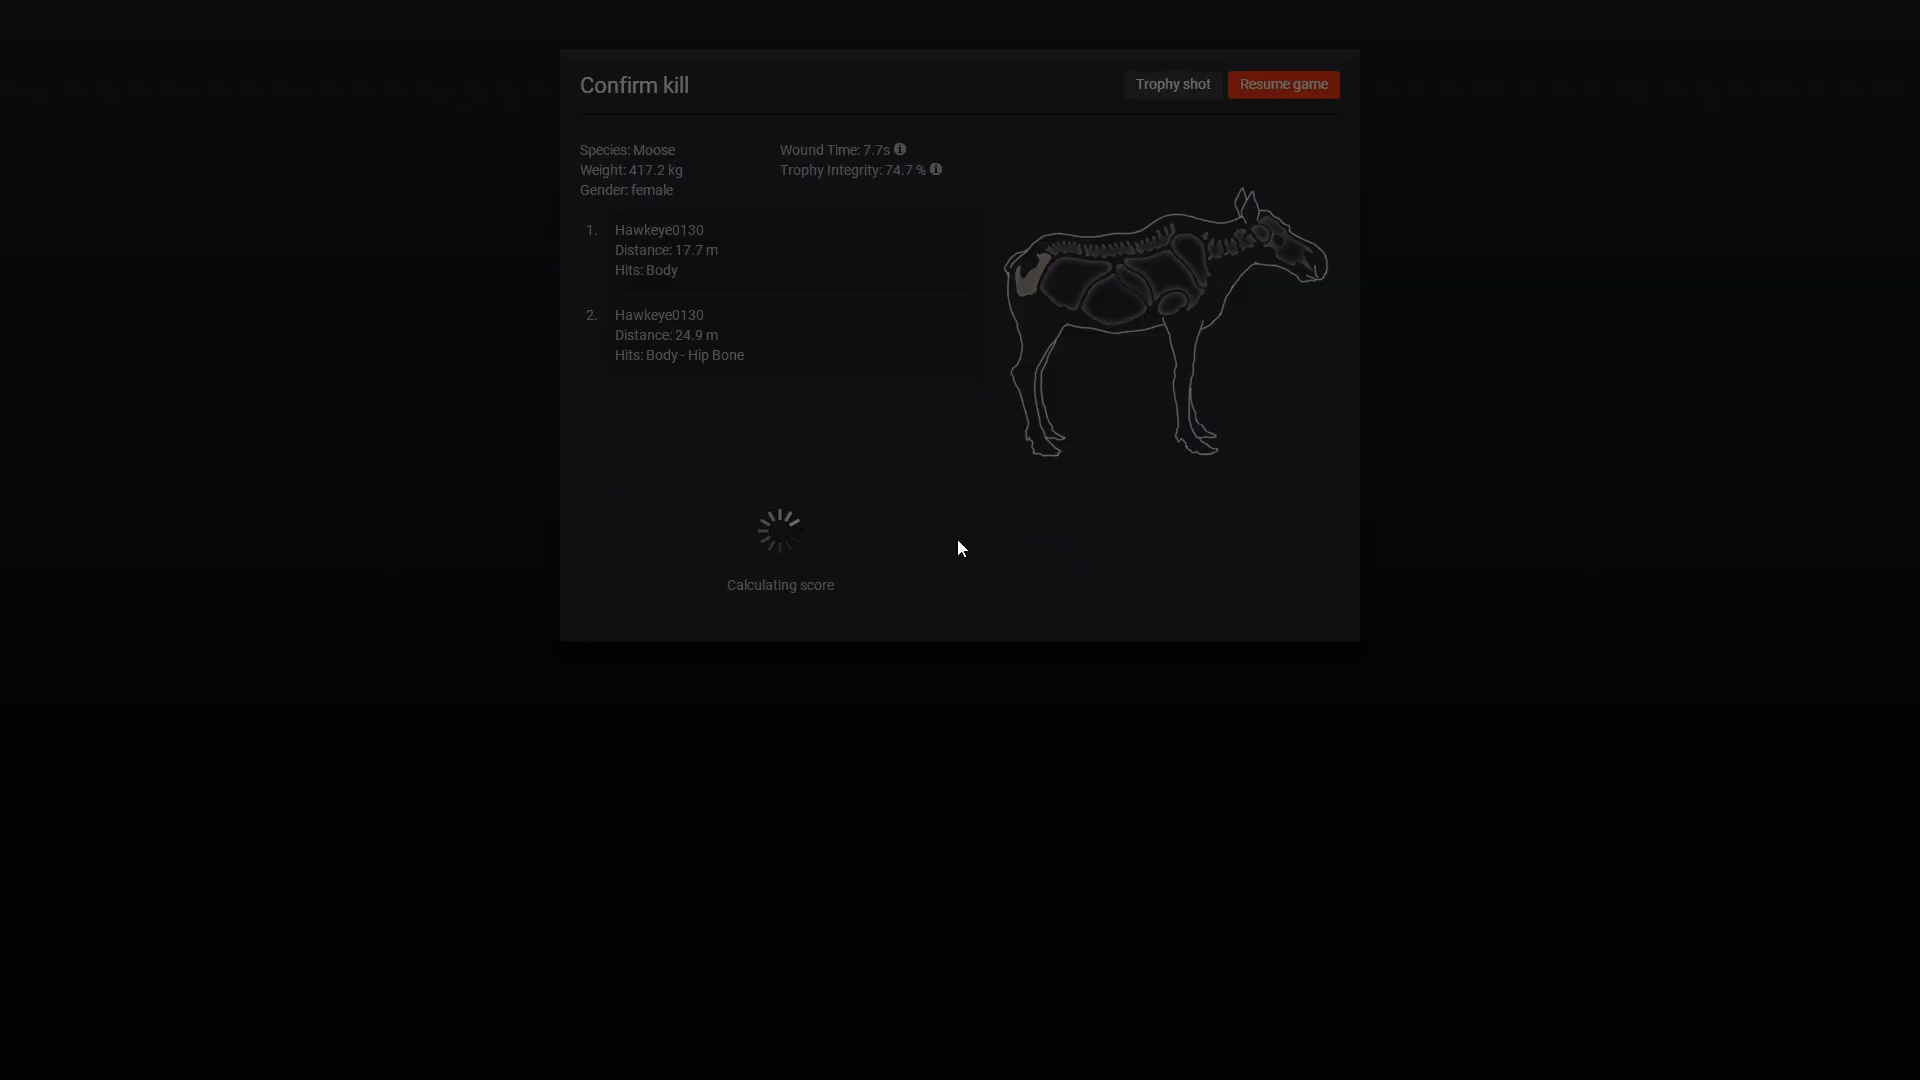 Confirm kill
Trophy shot
Resume game
Species: Moose
Weight: 417.2 kg
Gender: female
Wound Time: 7.7s
Trophy Integrity: 74.7 %
1. Hawkeye0130
Distance: 17.7 m
Hits: Body
2. Hawkeye0130
Distance: 24.9 m
Hits: Body - Hip Bone
Calculating score